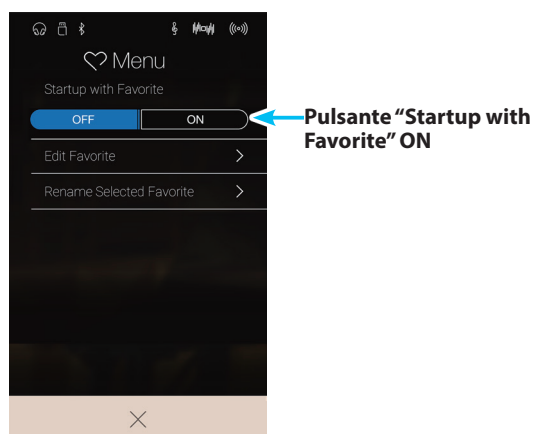 Menu
Startup with Favorite
OFF ON
Pulsante “Startup with
Favorite” ON
Edit Favorite
Rename Selected Favorite